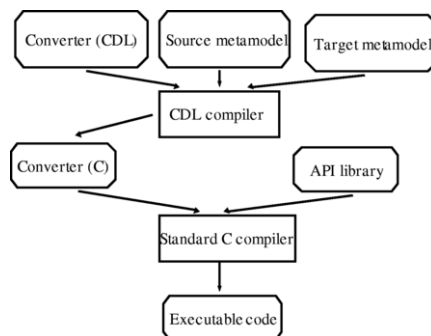 Converter (CDL)
Source metamodel
Target metamodel
CDL compiler
Converter (C)
API library
Standard C compiler
Executable code